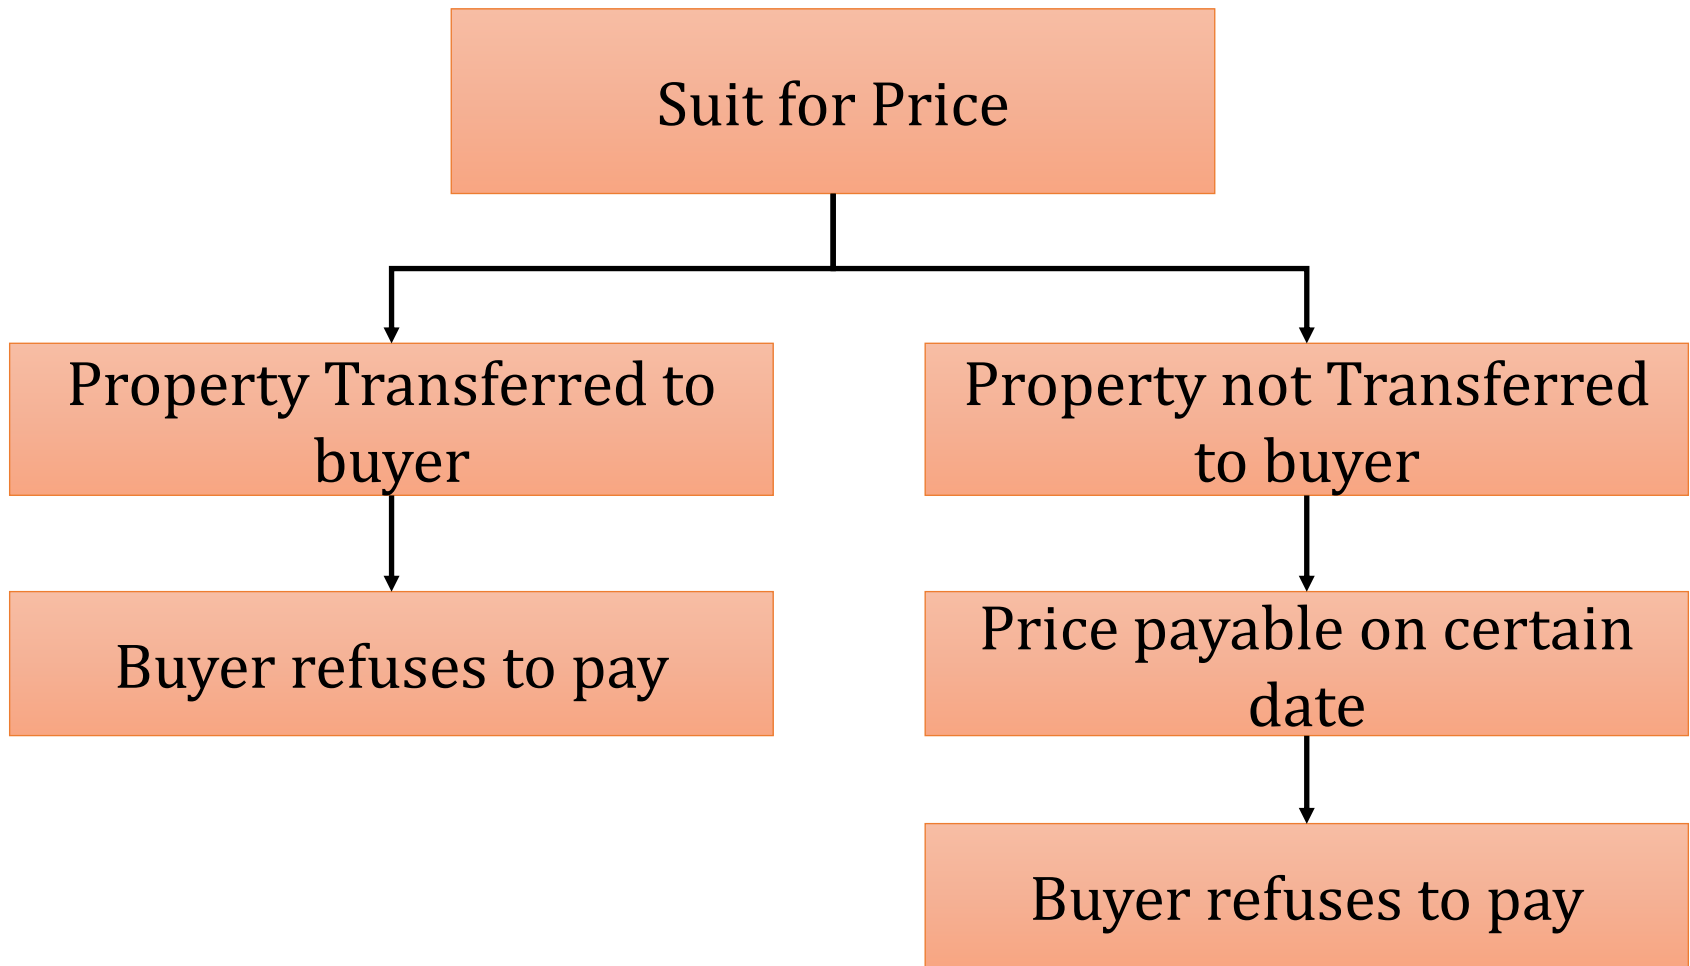 Suit for Price
Property Transferred to
buyer
Property not Transferred
to buyer
Buyer refuses to pay
Price payable on certain
date
Buyer refuses to pay